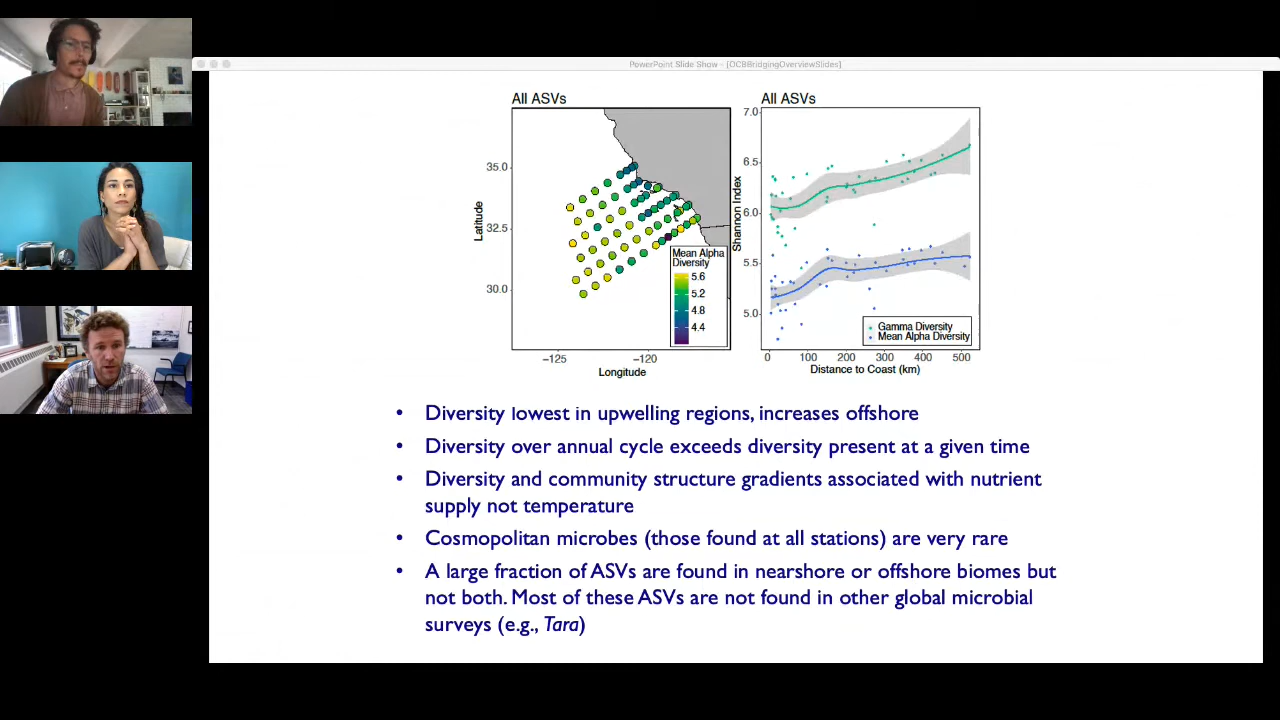 PowerPoint Slide Show - [OCBBridgingOverviewSlides]
All ASVs
35.0
32.5
30.0
Latitude
−125
−120
Longitude
Mean Alpha
Diversity
5.6
5.2
4.8
4.4
All ASVs
7.0
6.5
6.0
5.5
5.0
Shannon Index
Gamma Diversity
Mean Alpha Diversity
0 100 200 300 400 500
Distance to Coast (km)
• Diversity lowest in upwelling regions, increases offshore
• Diversity over annual cycle exceeds diversity present at a given time
• Diversity and community structure gradients associated with nutrient
supply not temperature
• Cosmopolitan microbes (those found at all stations) are very rare
• A large fraction of ASVs are found in nearshore or offshore biomes but
not both. Most of these ASVs are not found in other global microbial
surveys (e.g., Tara)